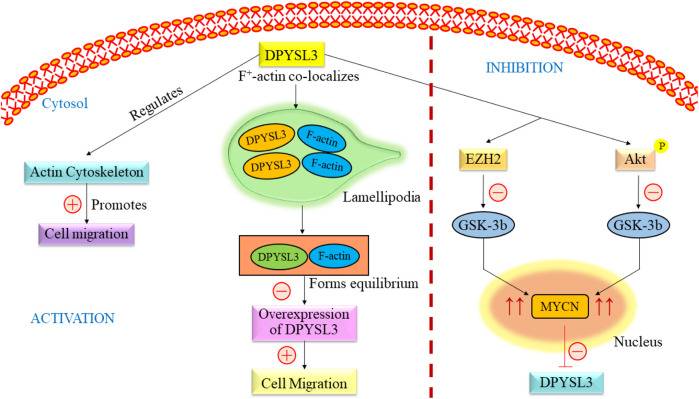 DPYSL3
F+-actin co-localizes
INHIBITION
Cytosol
Regulates
DPYSL3
F-actin
DPYSL3
F-actin
EZH2
Akt
P
Actin Cytoskeleton
Lamellipodia
+
Promotes
−
−
Cell migration
GSK-3b
GSK-3b
DPYSL3
F-actin
Forms equilibrium
−
↑↑
MYCN
↑↑
ACTIVATION
Overexpression
of DPYSL3
Nucleus
+
−
Cell Migration
DPYSL3